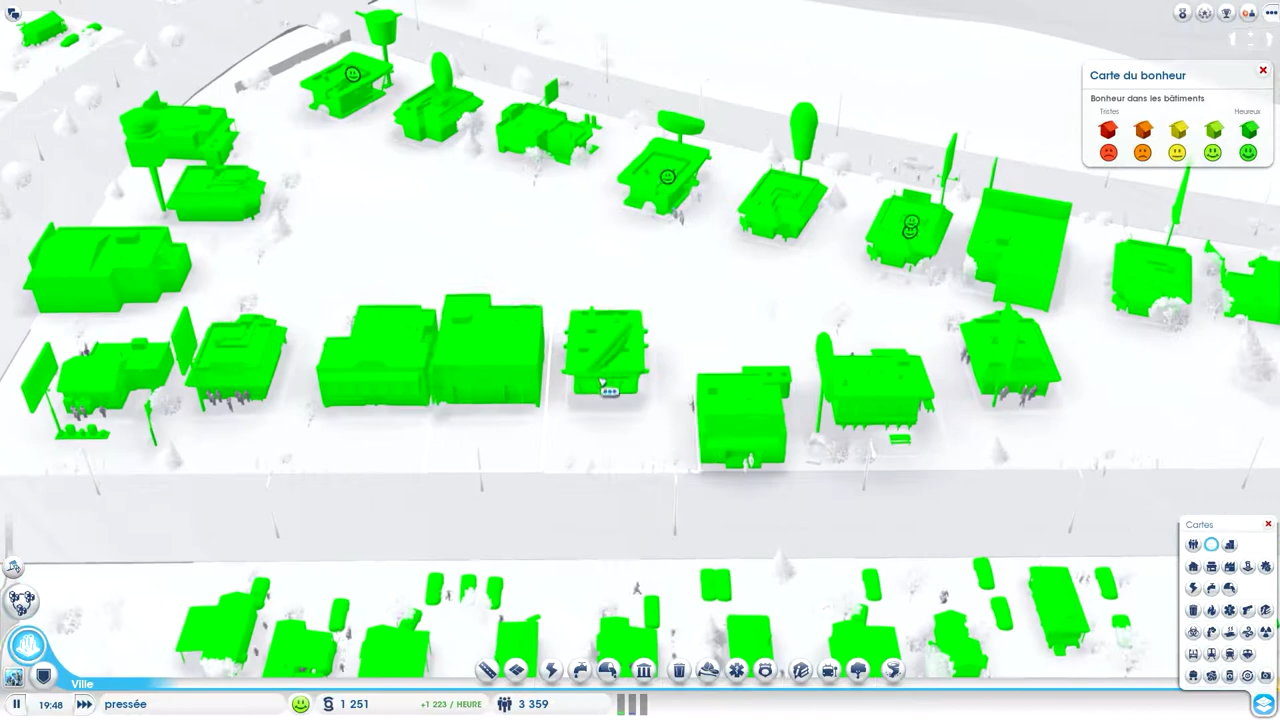 Carte du bonheur
Bonheur dans les bâtiments
Tristes
Heureux
Cartes
Ville
19:48
pressée
1 251
+1 223 / HEURE
3 359